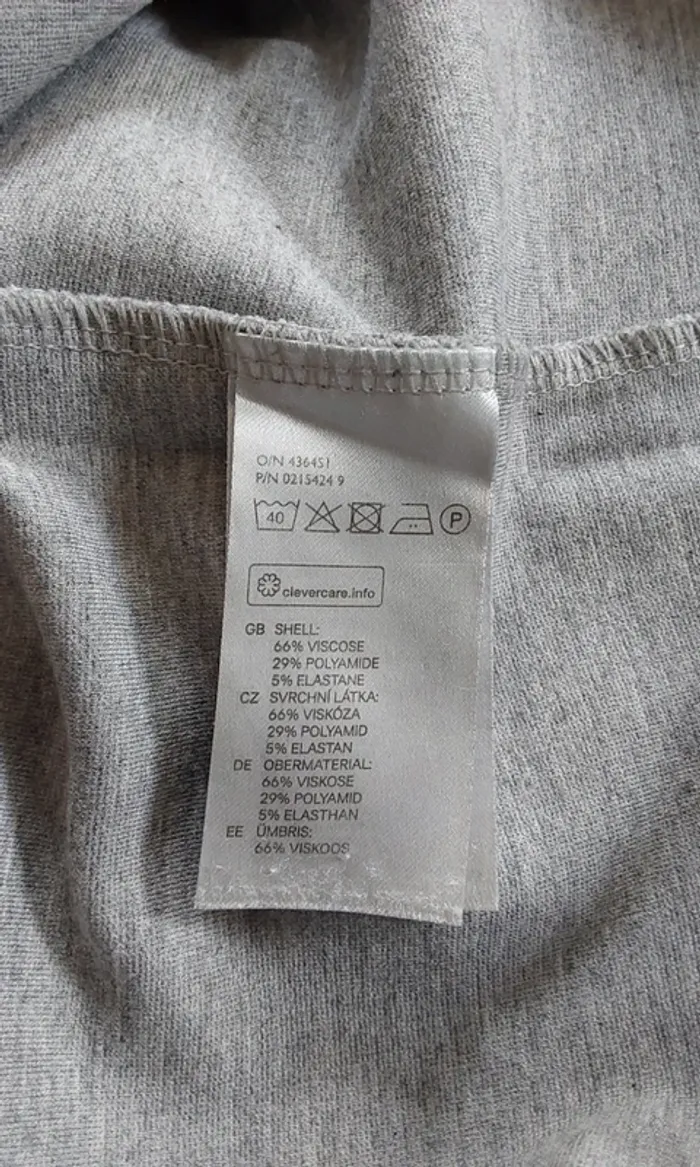 O/N 436451
P/N 0215424 9
40 P
clevercare.info
GB SHELL:
66% VISCOSE
29% POLYAMIDE
5% ELASTANE
CZ SVRCHNÍ LÁTKA:
66% VISKÓZA
29% POLYAMID
5% ELASTAN
DE OBERMATERIAL:
66% VISKOSE
29% POLYAMID
5% ELASTHAN
EE ÜMBRIS:
66% VISKOOS